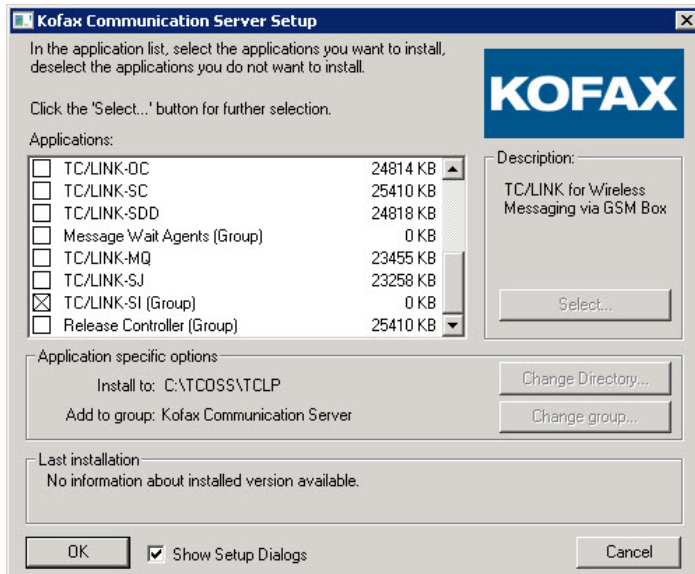 Kofax Communication Server Setup
In the application list, select the applications you want to install,
deselect the applications you do not want to install.
Click the 'Select...' button for further selection.
KOFAX
Applications:
TC/LINK-OC 24814 KB
TC/LINK-SC 25410 KB
TC/LINK-SDD 24818 KB
Message Wait Agents (Group) 0 KB
TC/LINK-MQ 23455 KB
TC/LINK-SJ 23258 KB
TC/LINK-SI (Group) 0 KB
Release Controller (Group) 25410 KB
Description:
TC/LINK for Wireless
Messaging via GSM Box
Select...
Application specific options
Install to: C:\TCOSS\TCLP
Change Directory...
Add to group: Kofax Communication Server
Change group...
Last installation
No information about installed version available.
OK
Show Setup Dialogs
Cancel